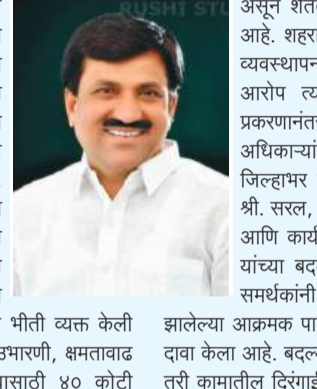 RUSHI STU
असून शेत
आहे. शहरा
व्यवस्थापन
आरोप त्य
प्रकरणानंत
अधिकाऱ्यां
जिल्हाभर
श्री. सरल,
आणि कार्य
यांच्या बद
समर्थकांनी
भीती व्यक्त केली
उभारणी, क्षमतावाढ
यासाठी ४० कोटी
झालेल्या आक्रमक पा
दावा केला आहे. बदल
तरी कामातील दिरंगाई